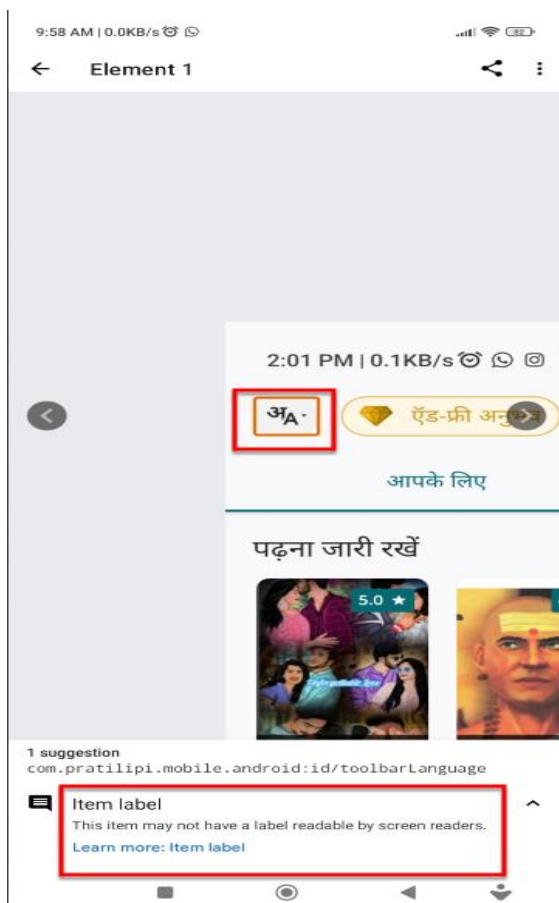 9:58 AM | 0.0KB/s
82
Element 1
2:01 PM | 0.1KB/s
अA
ऍड-फ्री
आपके लिए
पढ़ना जारी रखें
5.0 ★
1 suggestion
com.pratilipi.mobile.android:id/toolbarLanguage
Item label
This item may not have a label readable by screen readers.
Learn more: Item label